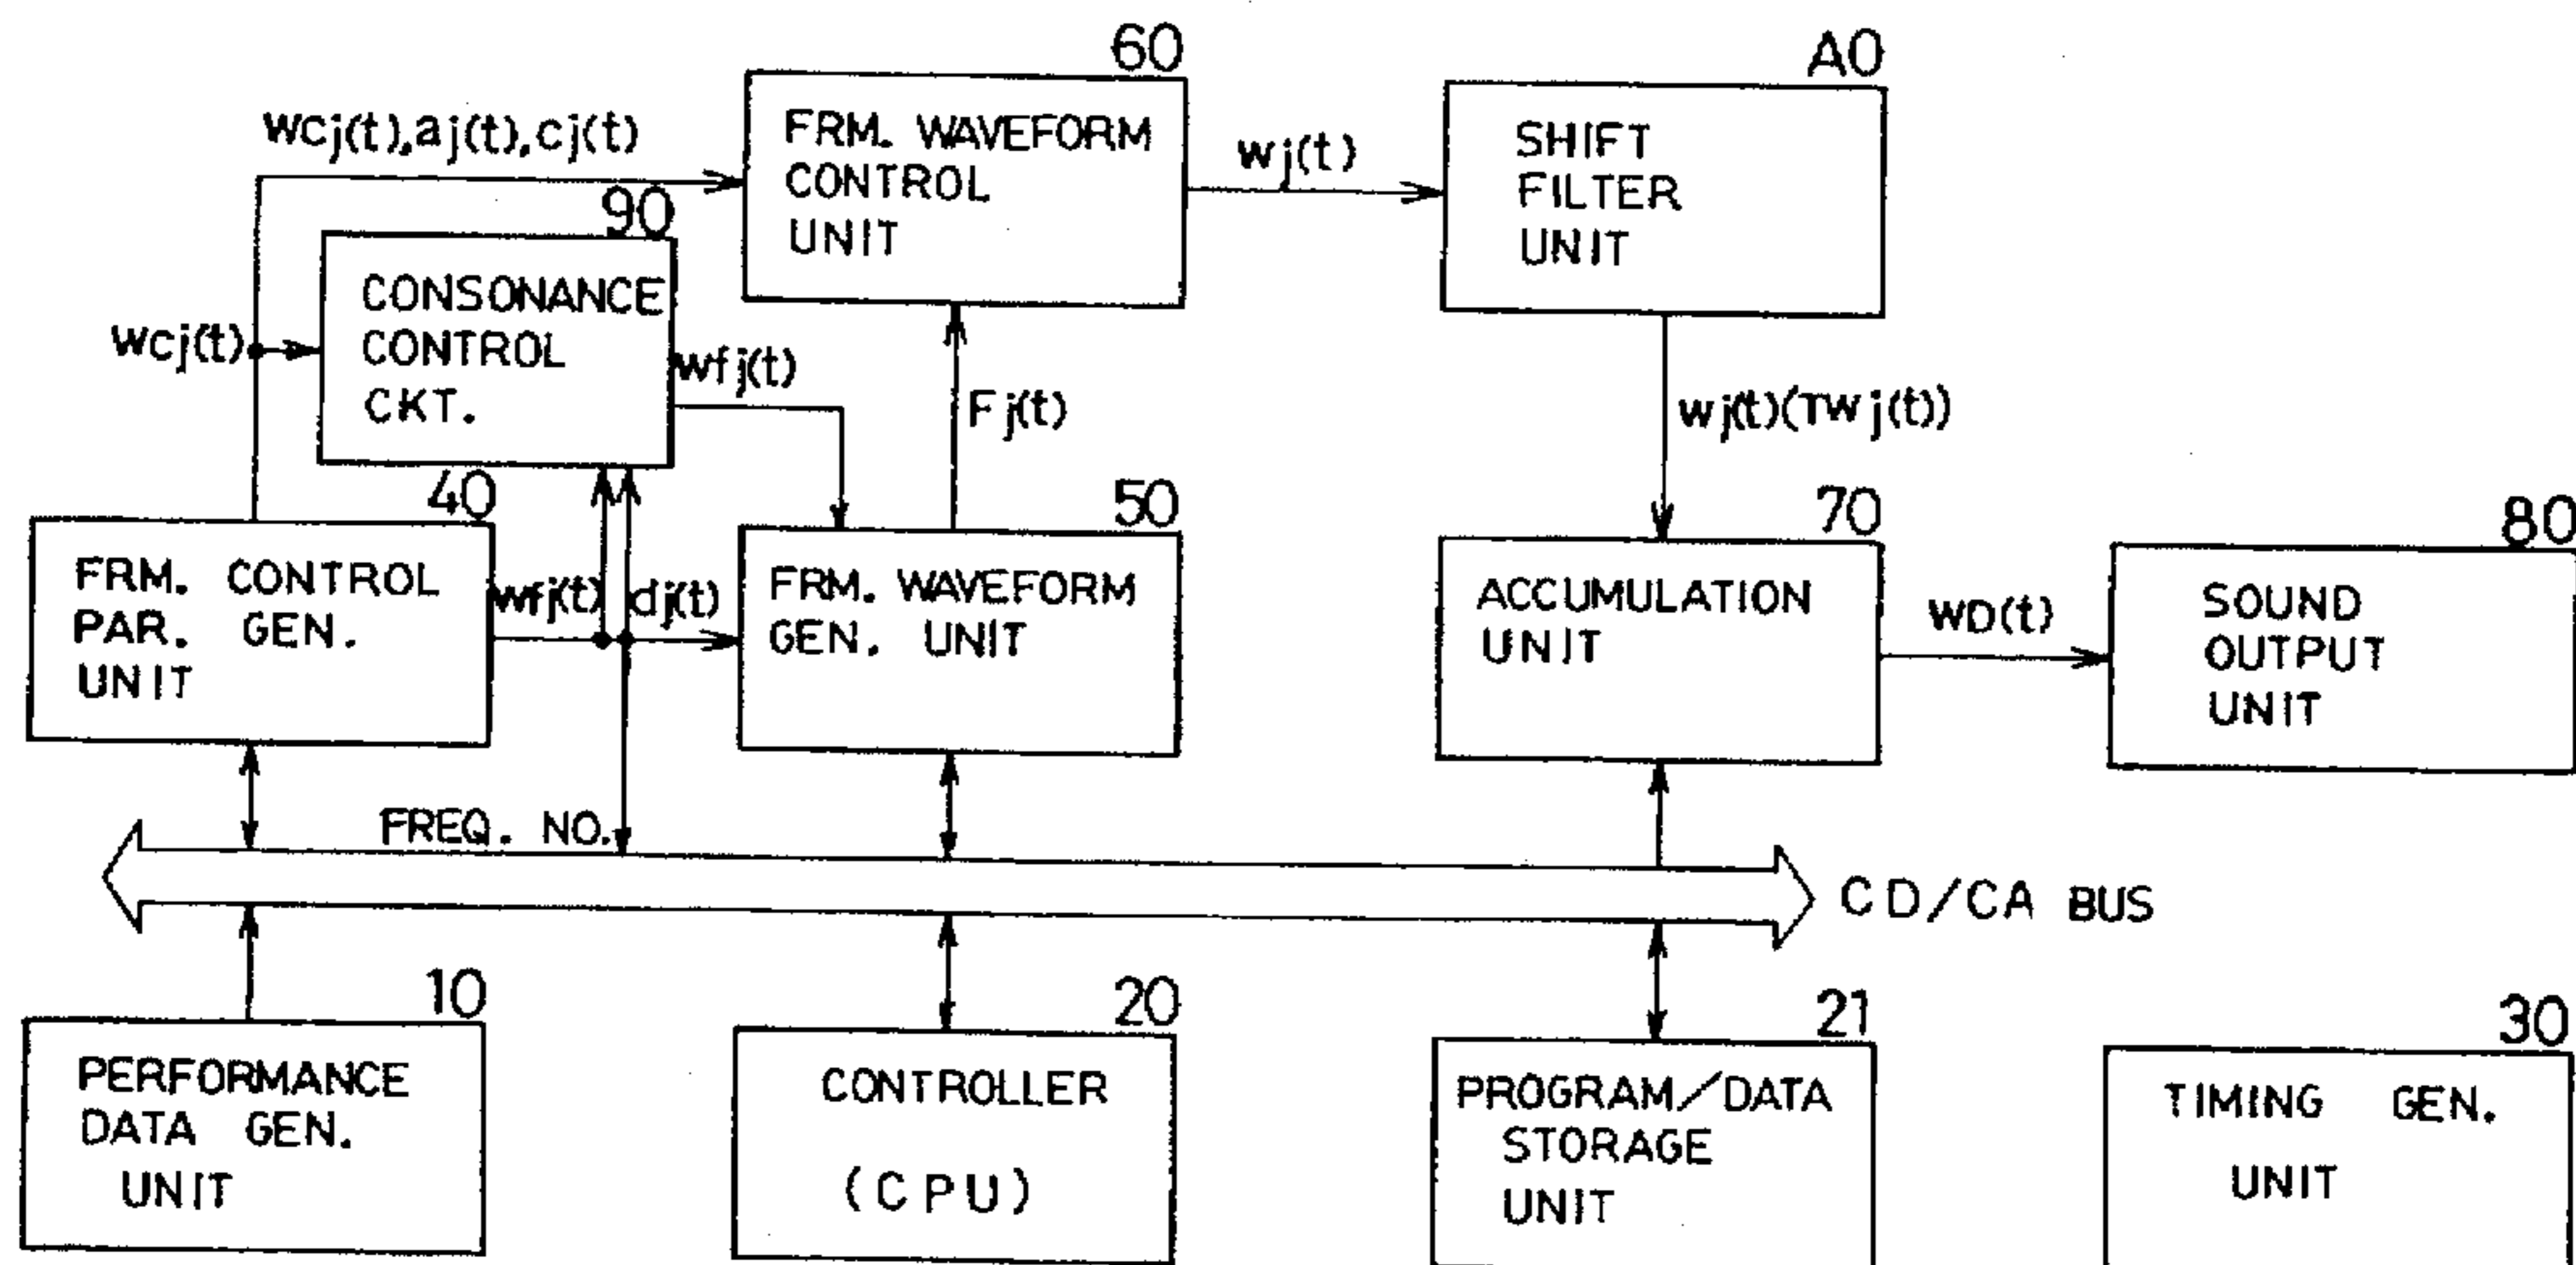 60
FRM. WAVEFORM
CONTROL
UNIT
A0
SHIFT
FILTER
UNIT
wcj(t),aj(t),cj(t)
wj(t)
90
CONSONANCE
CONTROL
CKT.
wcj(t)
wfj(t)
Fj(t)
wj(t)(Twj(t))
40
FRM. CONTROL
PAR. GEN.
UNIT
wfj(t)
dj(t)
50
FRM. WAVEFORM
GEN. UNIT
70
ACCUMULATION
UNIT
WD(t)
80
SOUND
OUTPUT
UNIT
FREQ. NO.
CD/CA BUS
10
PERFORMANCE
DATA GEN.
UNIT
20
CONTROLLER
(CPU)
21
PROGRAM/DATA
STORAGE
UNIT
30
TIMING GEN.
UNIT